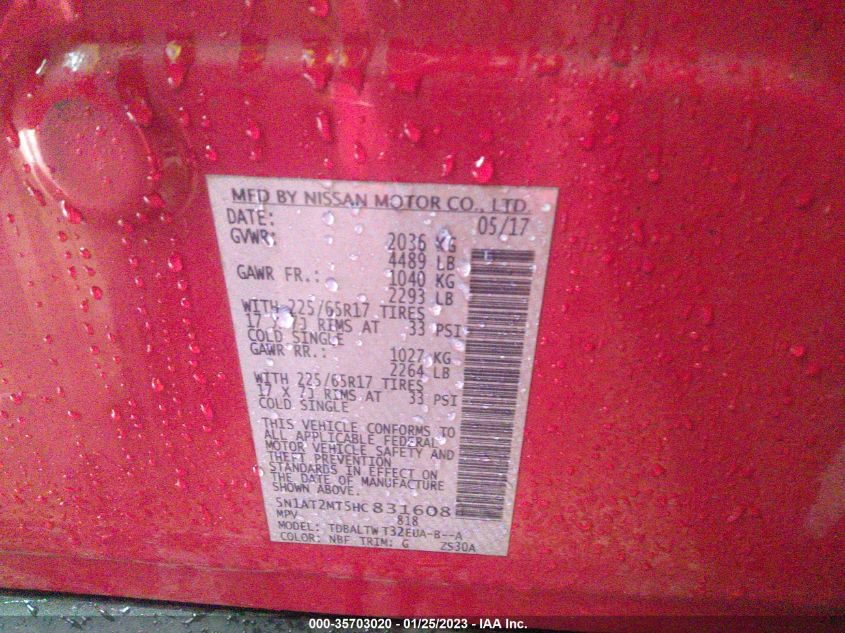 MFD BY NISSAN MOTOR CO., LTD.
DATE: 05/17
GVWR: 2036 KG
4489 LB
GAWR FR.: 1040 KG
2293 LB
WITH 225/65R17 TIRES
17 X 7J RIMS AT 33 PSI
COLD SINGLE
GAWR RR.: 1027 KG
2264 LB
WITH 225/65R17 TIRES
17 X 7J RIMS AT 33 PSI
COLD SINGLE
THIS VEHICLE CONFORMS TO
ALL APPLICABLE FEDERAL
MOTOR VEHICLE SAFETY AND
THEFT PREVENTION
STANDARDS IN EFFECT ON
THE DATE OF MANUFACTURE
SHOWN ABOVE.
5N1AT2MT5HC831608
MPV 818
MODEL: TDBALTWT32EUA-B--A
COLOR: NBF TRIM: G ZS30A
000-35703020 - 01/25/2023 - IAA Inc.